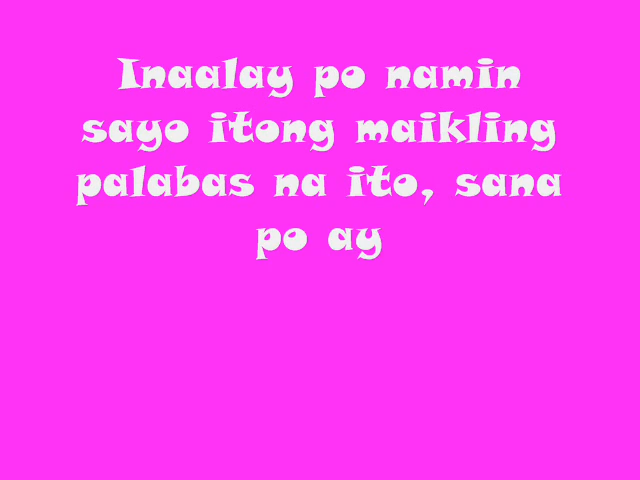 Inaalay po namin
sayo itong maikling
palabas na ito, sana
po ay